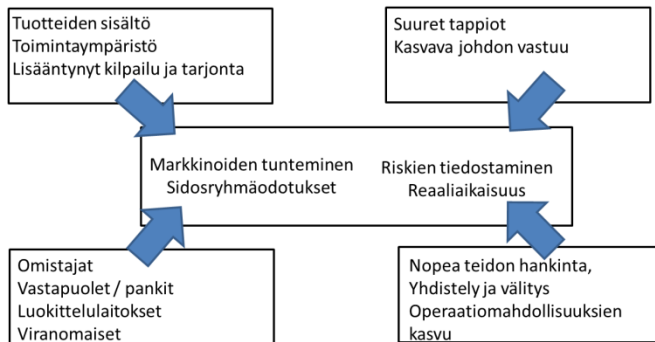 Tuotteiden sisältö
Toimintaympäristö
Lisääntynyt kilpailu ja tarjonta
Suuret tappiot
Kasvava johdon vastuu
Markkinoiden tunteminen
Sidosryhmäodotukset
Riskien tiedostaminen
Reaaliaikaisuus
Omistajat
Vastapuolet / pankit
Luokittelulaitokset
Viranomaiset
Nopea teidon hankinta,
Yhdistely ja välitys
Operaatiomahdollisuuksien
kasvu